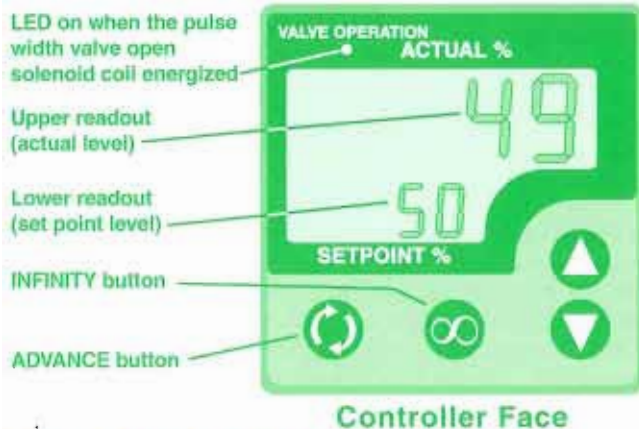 LED on when the pulse
width valve open
solenoid coil energized
VALVE OPERATION
ACTUAL %
Upper readout
(actual level)
49
Lower readout
(set point level)
50
SETPOINT %
INFINITY button
∞
ADVANCE button
Controller Face